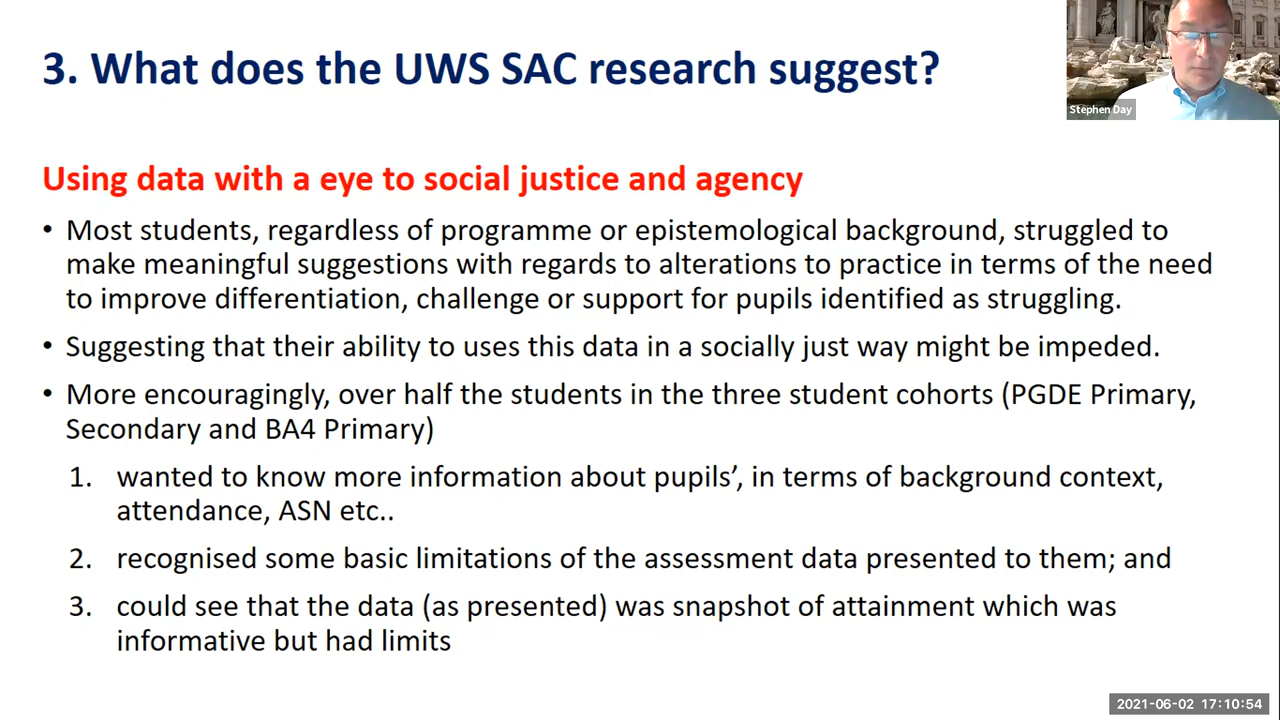 3. What does the UWS SAC research suggest?
Stephen Day
Using data with a eye to social justice and agency
• Most students, regardless of programme or epistemological background, struggled to
make meaningful suggestions with regards to alterations to practice in terms of the need
to improve differentiation, challenge or support for pupils identified as struggling.
• Suggesting that their ability to uses this data in a socially just way might be impeded.
• More encouragingly, over half the students in the three student cohorts (PGDE Primary,
Secondary and BA4 Primary)
1. wanted to know more information about pupils’, in terms of background context,
attendance, ASN etc..
2. recognised some basic limitations of the assessment data presented to them; and
3. could see that the data (as presented) was snapshot of attainment which was
informative but had limits
2021-06-02 17:10:54